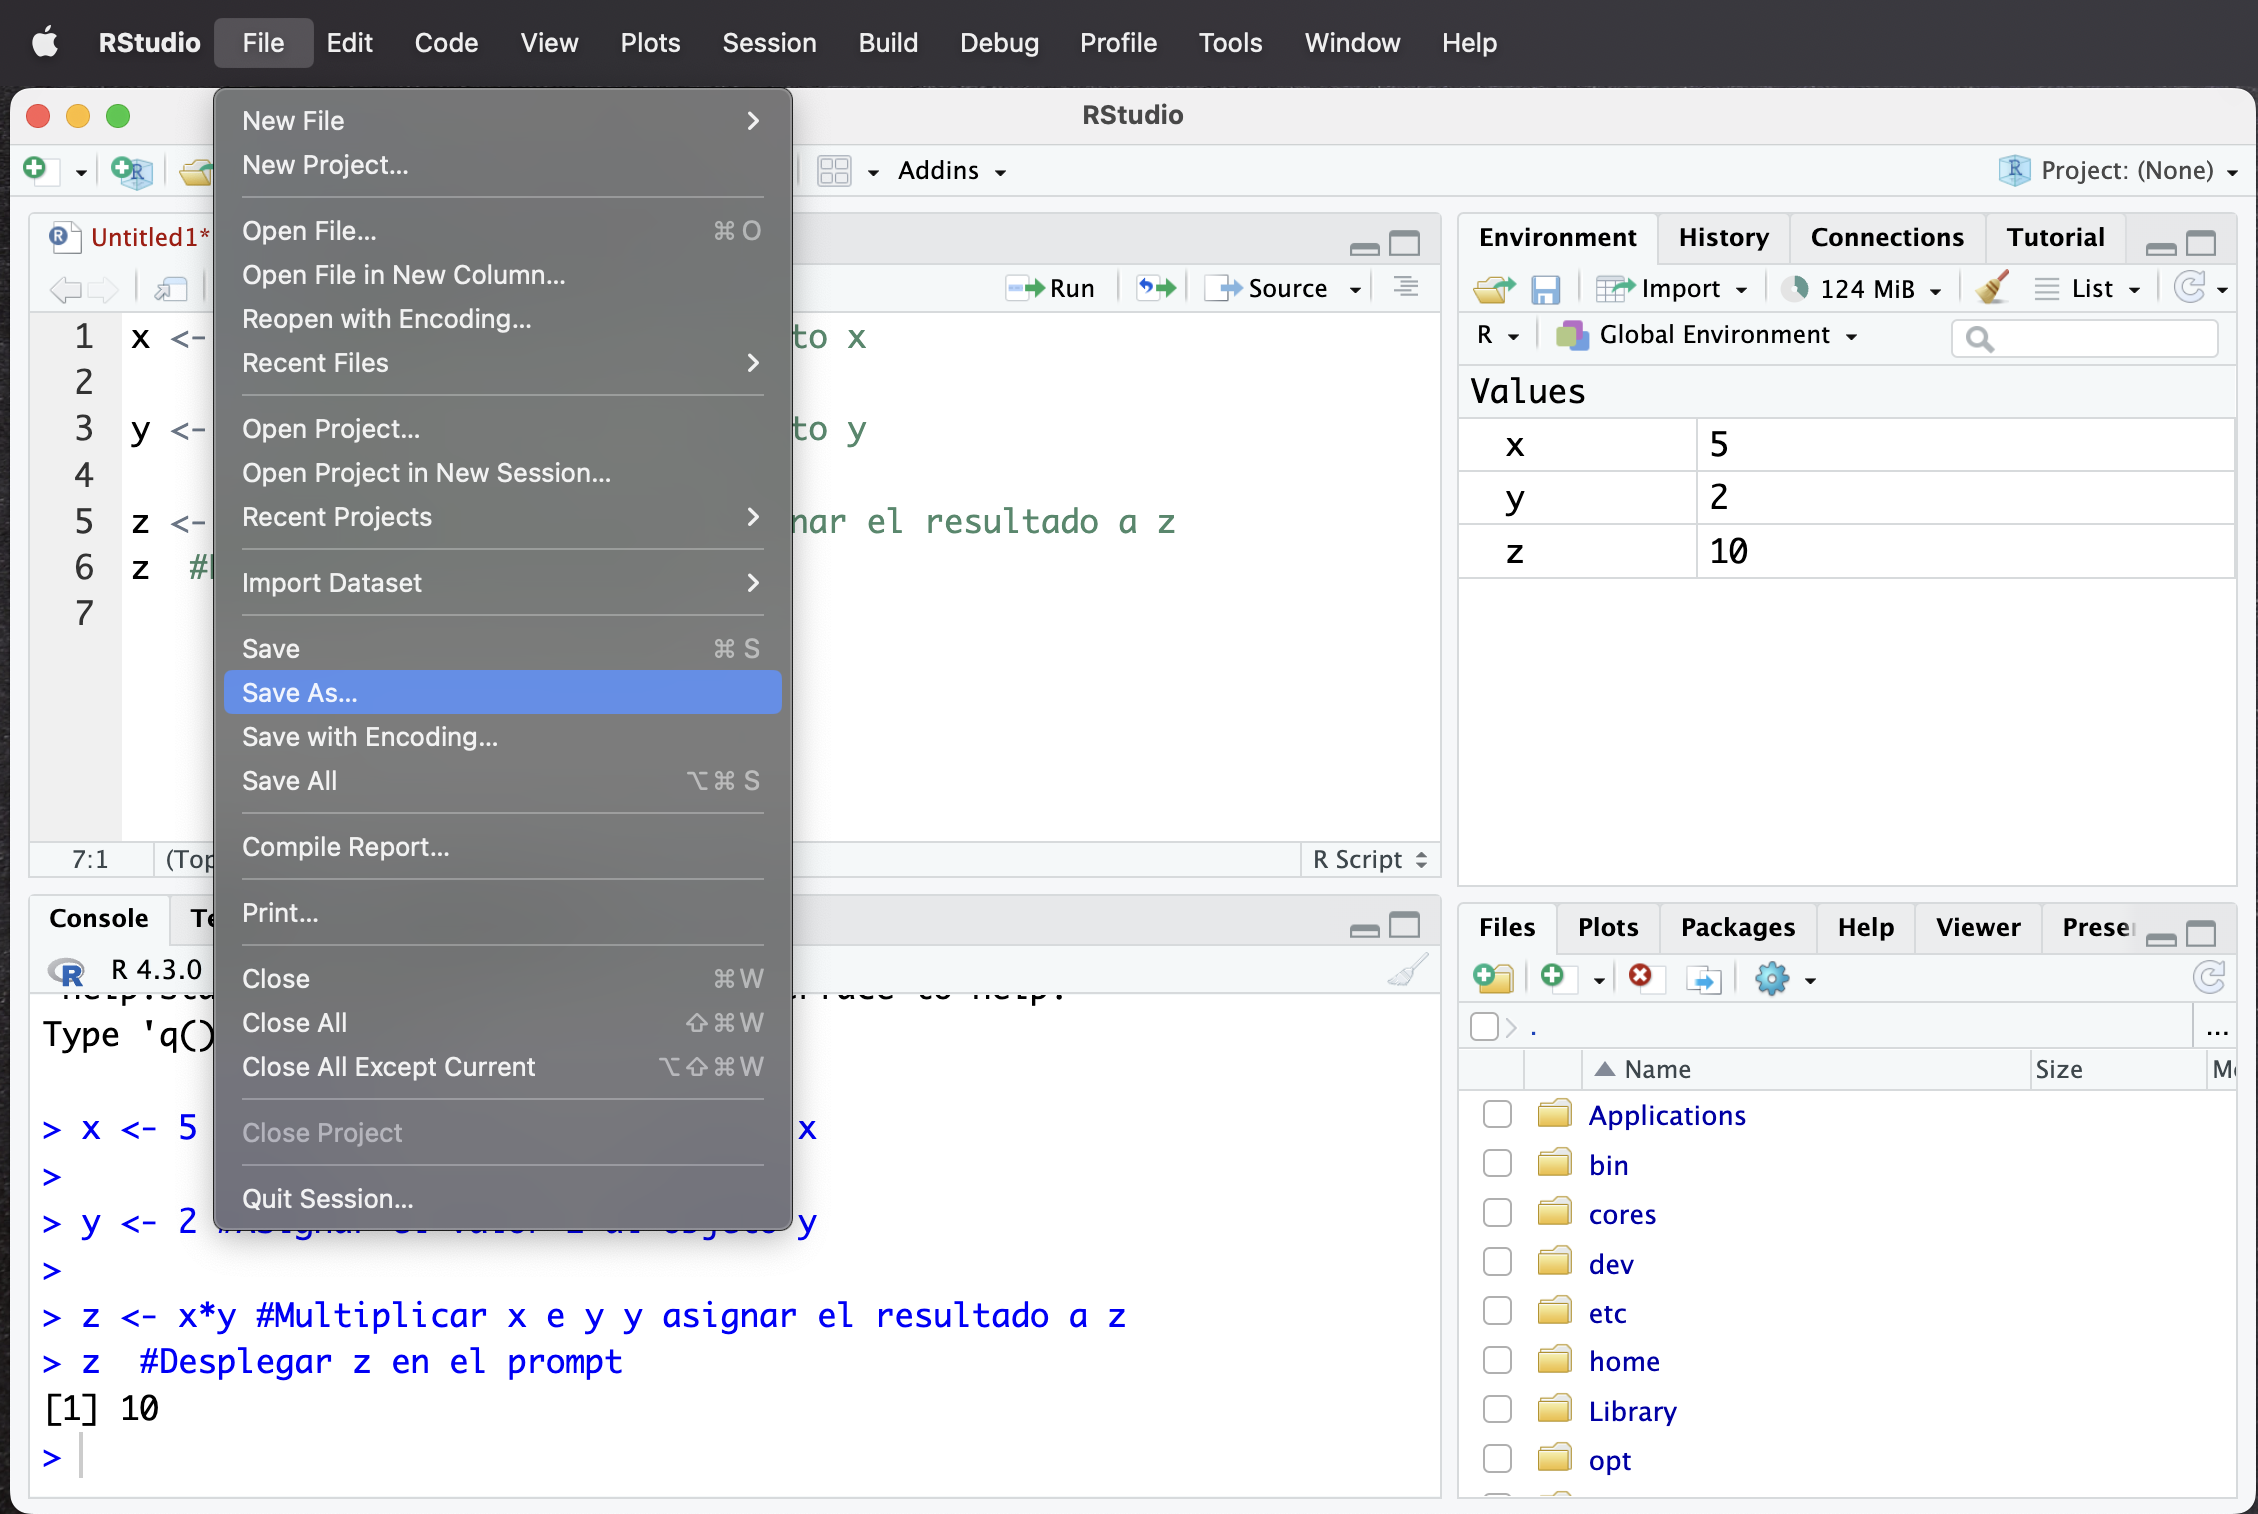 RStudio File Edit Code View Plots Session Build Debug Profile Tools Window Help
RStudio
Addins
Project: (None)
New File
New Project...
Open File... ⌘ O
Open File in New Column...
Reopen with Encoding...
Recent Files
Open Project...
Open Project in New Session...
Recent Projects
Import Dataset
Save ⌘ S
Save As...
Save with Encoding...
Save All ⌥⌘ S
Compile Report...
Print...
Close ⌘W
Close All ⇧⌘W
Close All Except Current ⌥⇧⌘W
Close Project
Quit Session...
Untitled1*
Run Source
1 x <- to x
2
3 y <- to y
4
5 z <- nar el resultado a z
6 z #
7
7:1 (Top R Script
Console
R R 4.3.0
Type 'q()
> x <- 5 x
>
> y <- 2 #Asignar el valor 2 al objeto y
>
> z <- x*y #Multiplicar x e y y asignar el resultado a z
> z #Desplegar z en el prompt
[1] 10
>
Environment History Connections Tutorial
Import 124 MiB List
R Global Environment
Values
x 5
y 2
z 10
Files Plots Packages Help Viewer Prese
. ...
Name Size
Applications
bin
cores
dev
etc
home
Library
opt